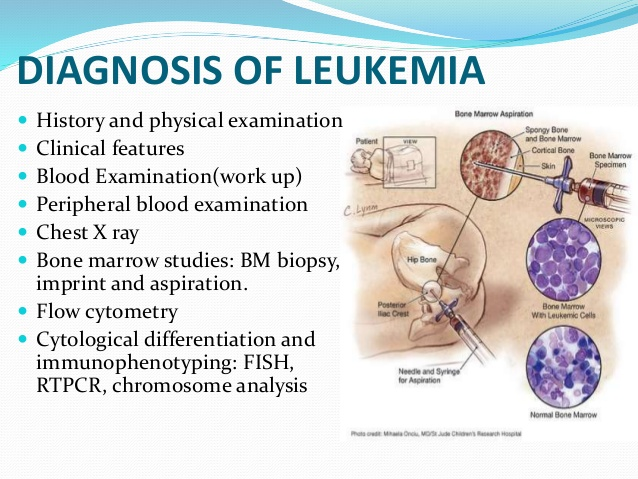 DIAGNOSIS OF LEUKEMIA
• History and physical examination
• Clinical features
• Blood Examination(work up)
• Peripheral blood examination
• Chest X ray
• Bone marrow studies: BM biopsy,
imprint and aspiration.
• Flow cytometry
• Cytological differentiation and
immunophenotyping: FISH,
RTPCR, chromosome analysis
Bone Marrow Aspiration
Patient
VIEW
Spongy Bone
and Bone Marrow
Cortical Bone
Skin
Bone Marrow
Specimen
MICROSCOPIC
VIEWS
C. Lynm
Hip Bone
Posterior
Iliac Crest
Bone Marrow
With Leukemic Cells
Needle and Syringe
for Aspiration
Normal Bone Marrow
Photo credit: Mihaela Onciu, MD/St Jude Children's Research Hospital